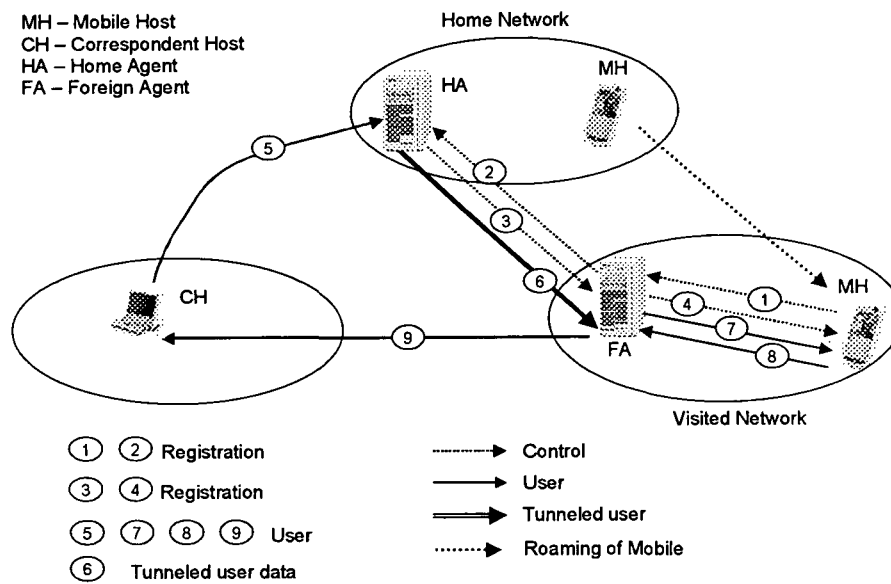 MH – Mobile Host
CH – Correspondent Host
HA – Home Agent
FA – Foreign Agent
Home Network
HA
MH
5
2
3
6
CH
1
4
7
8
MH
FA
9
Visited Network
1 2 Registration
3 4 Registration
5 7 8 9 User
6 Tunneled user data
Control
User
Tunneled user
Roaming of Mobile